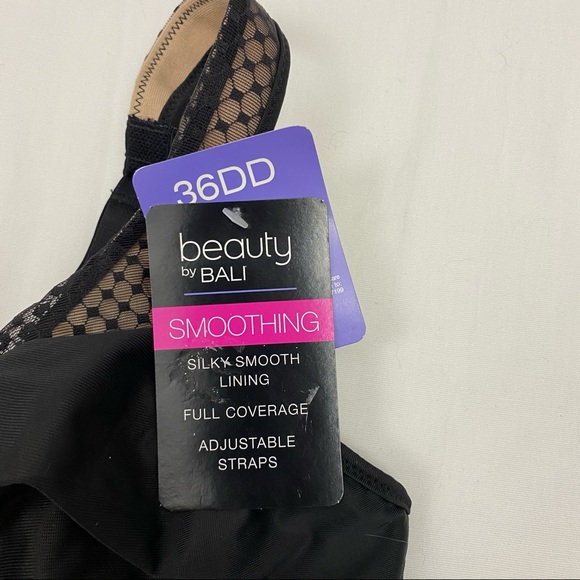 36DD
beauty
by BALI
SMOOTHING
SILKY SMOOTH
LINING
FULL COVERAGE
ADJUSTABLE
STRAPS